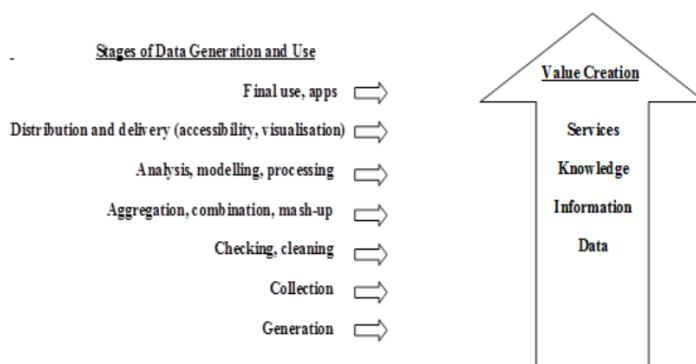 Stages of Data Generation and Use
Final use, apps
Distribution and delivery (accessibility, visualisation)
Analysis, modelling, processing
Aggregation, combination, mash-up
Checking, cleaning
Collection
Generation
Value Creation
Services
Knowledge
Information
Data